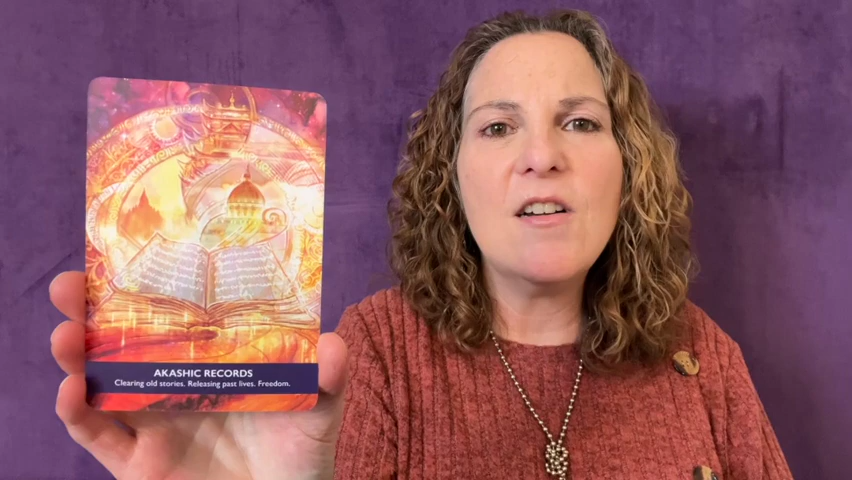 AKASHIC RECORDS
Clearing old stories. Releasing past lives. Freedom.